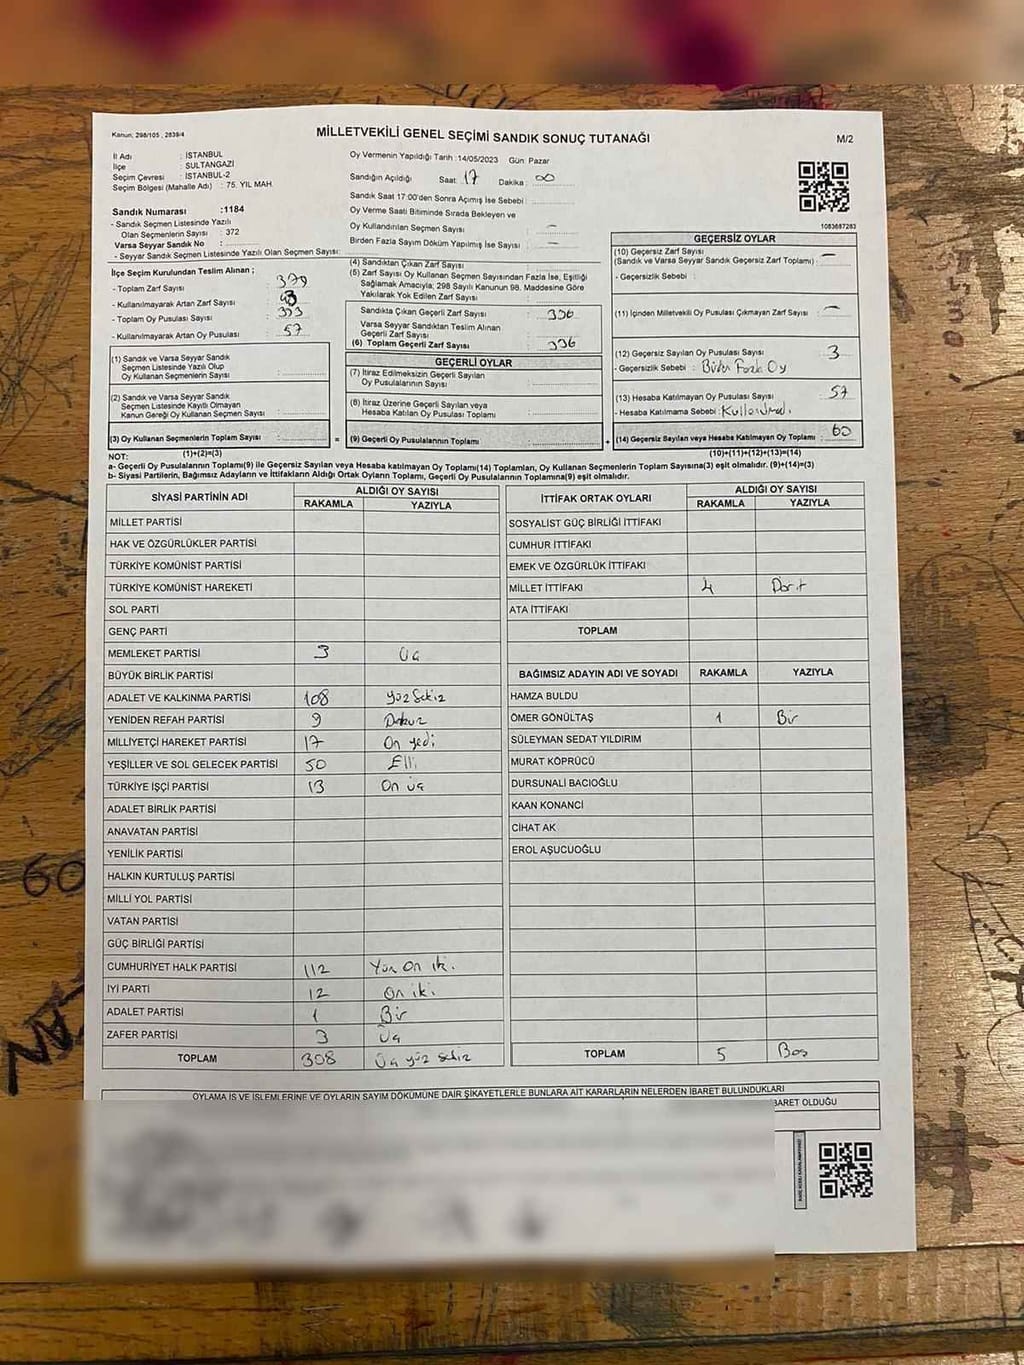 Kanun: 298/105 , 2839/4
MİLLETVEKİLİ GENEL SEÇİMİ SANDIK SONUÇ TUTANAĞI
M/2
İl Adı : İSTANBUL
İlçe : SULTANGAZİ
Seçim Çevresi : İSTANBUL-2
Seçim Bölgesi (Mahalle Adı) : 75. YIL MAH.
Sandık Numarası :1184
- Sandık Seçmen Listesinde Yazılı
Olan Seçmenlerin Sayısı : 372
Varsa Seyyar Sandık No :
- Seyyar Sandık Seçmen Listesinde Yazılı Olan Seçmen Sayısı:
Oy Vermenin Yapıldığı Tarih :14/05/2023 Gün: Pazar
Sandığın Açıldığı Saat: 17 Dakika : 00
Sandık Saat 17:00'den Sonra Açımış İse Sebebi :
Oy Verme Saati Bitiminde Sırada Bekleyen ve
Oy Kullandırılan Seçmen Sayısı : -
Birden Fazla Sayım Döküm Yapılmış İse Sayısı : -
1083687283
İlçe Seçim Kurulundan Teslim Alınan ;
- Toplam Zarf Sayısı : 379
- Kullanılmayarak Artan Zarf Sayısı :
- Toplam Oy Pusulası Sayısı :
- Kullanılmayarak Artan Oy Pusulası : 57
(1) Sandık ve Varsa Seyyar Sandık
Seçmen Listesinde Yazılı Olup
Oy Kullanan Seçmenlerin Sayısı :
(2) Sandık ve Varsa Seyyar Sandık
Seçmen Listesinde Kayıtlı Olmayan
Kanun Gereği Oy Kullanan Seçmen Sayısı :
(3) Oy Kullanan Seçmenlerin Toplam Sayısı :
(1)+(2)=(3)
(4) Sandıktan Çıkan Zarf Sayısı :
(5) Zarf Sayısı Oy Kullanan Seçmen Sayısından Fazla İse, Eşitliği
Sağlamak Amacıyla; 298 Sayılı Kanunun 98. Maddesine Göre
Yakılarak Yok Edilen Zarf Sayısı :
Sandıkta Çıkan Geçerli Zarf Sayısı : 336
Varsa Seyyar Sandıktan Teslim Alınan
Geçerli Zarf Sayısı :
(6) Toplam Geçerli Zarf Sayısı : 336
GEÇERLİ OYLAR
(7) İtiraz Edilmeksizin Geçerli Sayılan
Oy Pusulalarının Sayısı :
(8) İtiraz Üzerine Geçerli Sayılan veya
Hesaba Katılan Oy Pusulası Toplamı :
= (9) Geçerli Oy Pusulalarının Toplamı : +
GEÇERSİZ OYLAR
(10) Geçersiz Zarf Sayısı
(Sandık ve Varsa Seyyar Sandık Geçersiz Zarf Toplamı) : -
- Geçersizlik Sebebi :
(11) İçinden Milletvekili Oy Pusulası Çıkmayan Zarf Sayısı : -
(12) Geçersiz Sayılan Oy Pusulası Sayısı : 3
- Geçersizlik Sebebi : Birden Fazla Oy
(13) Hesaba Katılmayan Oy Pusulası Sayısı : 57
- Hesaba Katılmama Sebebi : Kullanılmadı.
(14) Geçersiz Sayılan veya Hesaba Katılmayan Oy Toplamı : 60
(10)+(11)+(12)+(13)=(14)
NOT:
a- Geçerli Oy Pusulaları Toplamı(9) ile Geçersiz Sayılan veya Hesaba katılmayan Oy Toplamı(14) Toplamları, Oy Kullanan Seçmenlerin Toplam Sayısına(3) eşit olmalıdır. (9)+(14)=(3)
b- Siyasi Partilerin, Bağımsız Adayların ve İttifakların Aldığı Ortak Oyların Toplamı, Geçerli Oy Pusulalarının Toplamına(9) eşit olmalıdır.
SİYASİ PARTİNİN ADI ALDIĞI OY SAYISI
RAKAMLA YAZIYLA
MİLLET PARTİSİ
HAK VE ÖZGÜRLÜKLER PARTİSİ
TÜRKİYE KOMÜNİST PARTİSİ
TÜRKİYE KOMÜNİST HAREKETİ
SOL PARTİ
GENÇ PARTİ
MEMLEKET PARTİSİ 3 Üç
BÜYÜK BİRLİK PARTİSİ
ADALET VE KALKINMA PARTİSİ 108 Yüz Sekiz
YENİDEN REFAH PARTİSİ 9 Dokuz
MİLLİYETÇİ HAREKET PARTİSİ 17 On yedi
YEŞİLLER VE SOL GELECEK PARTİSİ 50 Elli
TÜRKİYE İŞÇİ PARTİSİ 13 On üç
ADALET BİRLİK PARTİSİ
ANAVATAN PARTİSİ
YENİLİK PARTİSİ
HALKIN KURTULUŞ PARTİSİ
MİLLİ YOL PARTİSİ
VATAN PARTİSİ
GÜÇ BİRLİĞİ PARTİSİ
CUMHURİYET HALK PARTİSİ 112 Yüz On iki.
İYİ PARTİ 12 On iki
ADALET PARTİSİ 1 Bir
ZAFER PARTİSİ 3 Üç
TOPLAM 308 Üç yüz sekiz
İTTİFAK ORTAK OYLARI ALDIĞI OY SAYISI
RAKAMLA YAZIYLA
SOSYALİST GÜÇ BİRLİĞİ İTTİFAKI
CUMHUR İTTİFAKI
EMEK VE ÖZGÜRLÜK İTTİFAKI
MİLLET İTTİFAKI 4 Dört
ATA İTTİFAKI
TOPLAM
BAĞIMSIZ ADAYIN ADI VE SOYADI RAKAMLA YAZIYLA
HAMZA BULDU
ÖMER GÖNÜLTAŞ 1 Bir
SÜLEYMAN SEDAT YILDIRIM
MURAT KÖPRÜCÜ
DURSUNALİ BACIOĞLU
KAAN KONANCİ
CİHAT AK
EROL AŞUCUOĞLU
TOPLAM 5 Beş
OYLAMA İŞ VE İŞLEMLERİNE VE OYLARIN SAYIM DÖKÜMÜNE DAİR ŞİKAYETLERLE BUNLARA AİT KARARLARIN NELERDEN İBARET BULUNDUKLARI
BARET OLDUĞU
60